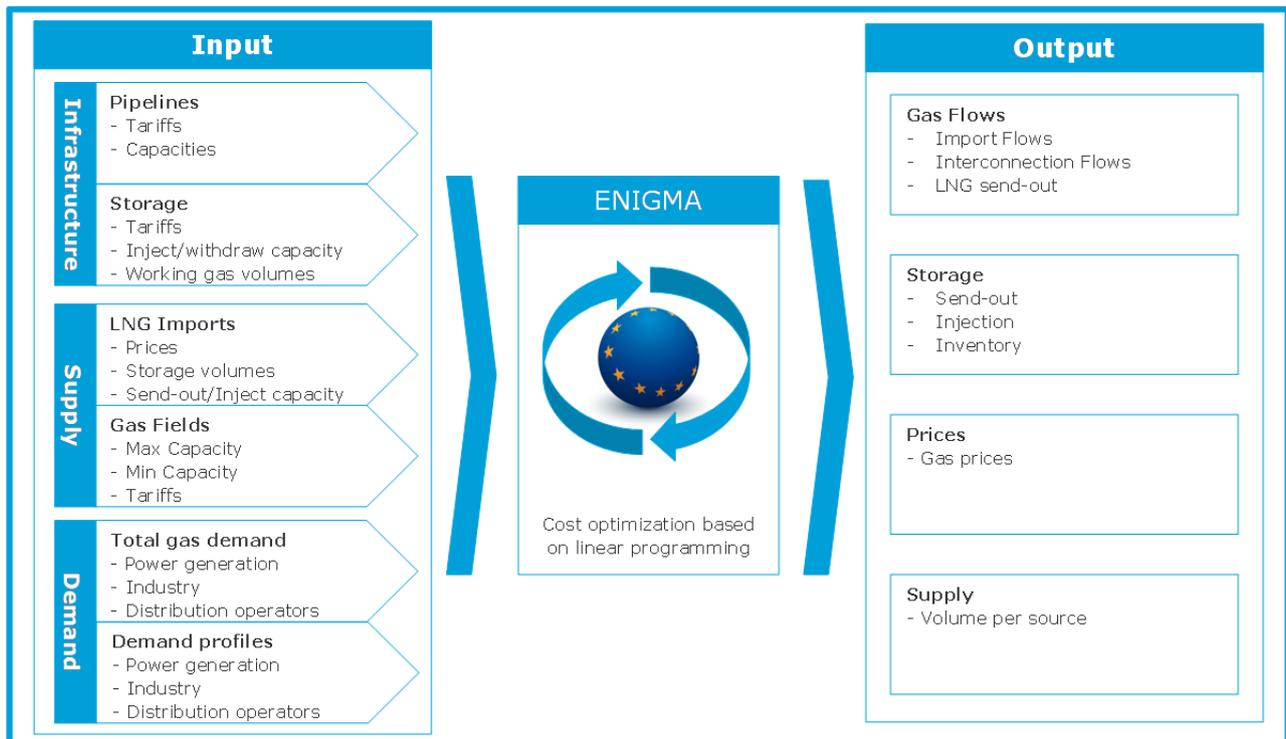 Input
Infrastructure
Pipelines
- Tariffs
- Capacities
Storage
- Tariffs
- Inject/withdraw capacity
- Working gas volumes
Supply
LNG Imports
- Prices
- Storage volumes
- Send-out/Inject capacity
Gas Fields
- Max Capacity
- Min Capacity
- Tariffs
Demand
Total gas demand
- Power generation
- Industry
- Distribution operators
Demand profiles
- Power generation
- Industry
- Distribution operators
ENIGMA
Cost optimization based
on linear programming
Output
Gas Flows
- Import Flows
- Interconnection Flows
- LNG send-out
Storage
- Send-out
- Injection
- Inventory
Prices
- Gas prices
Supply
- Volume per source